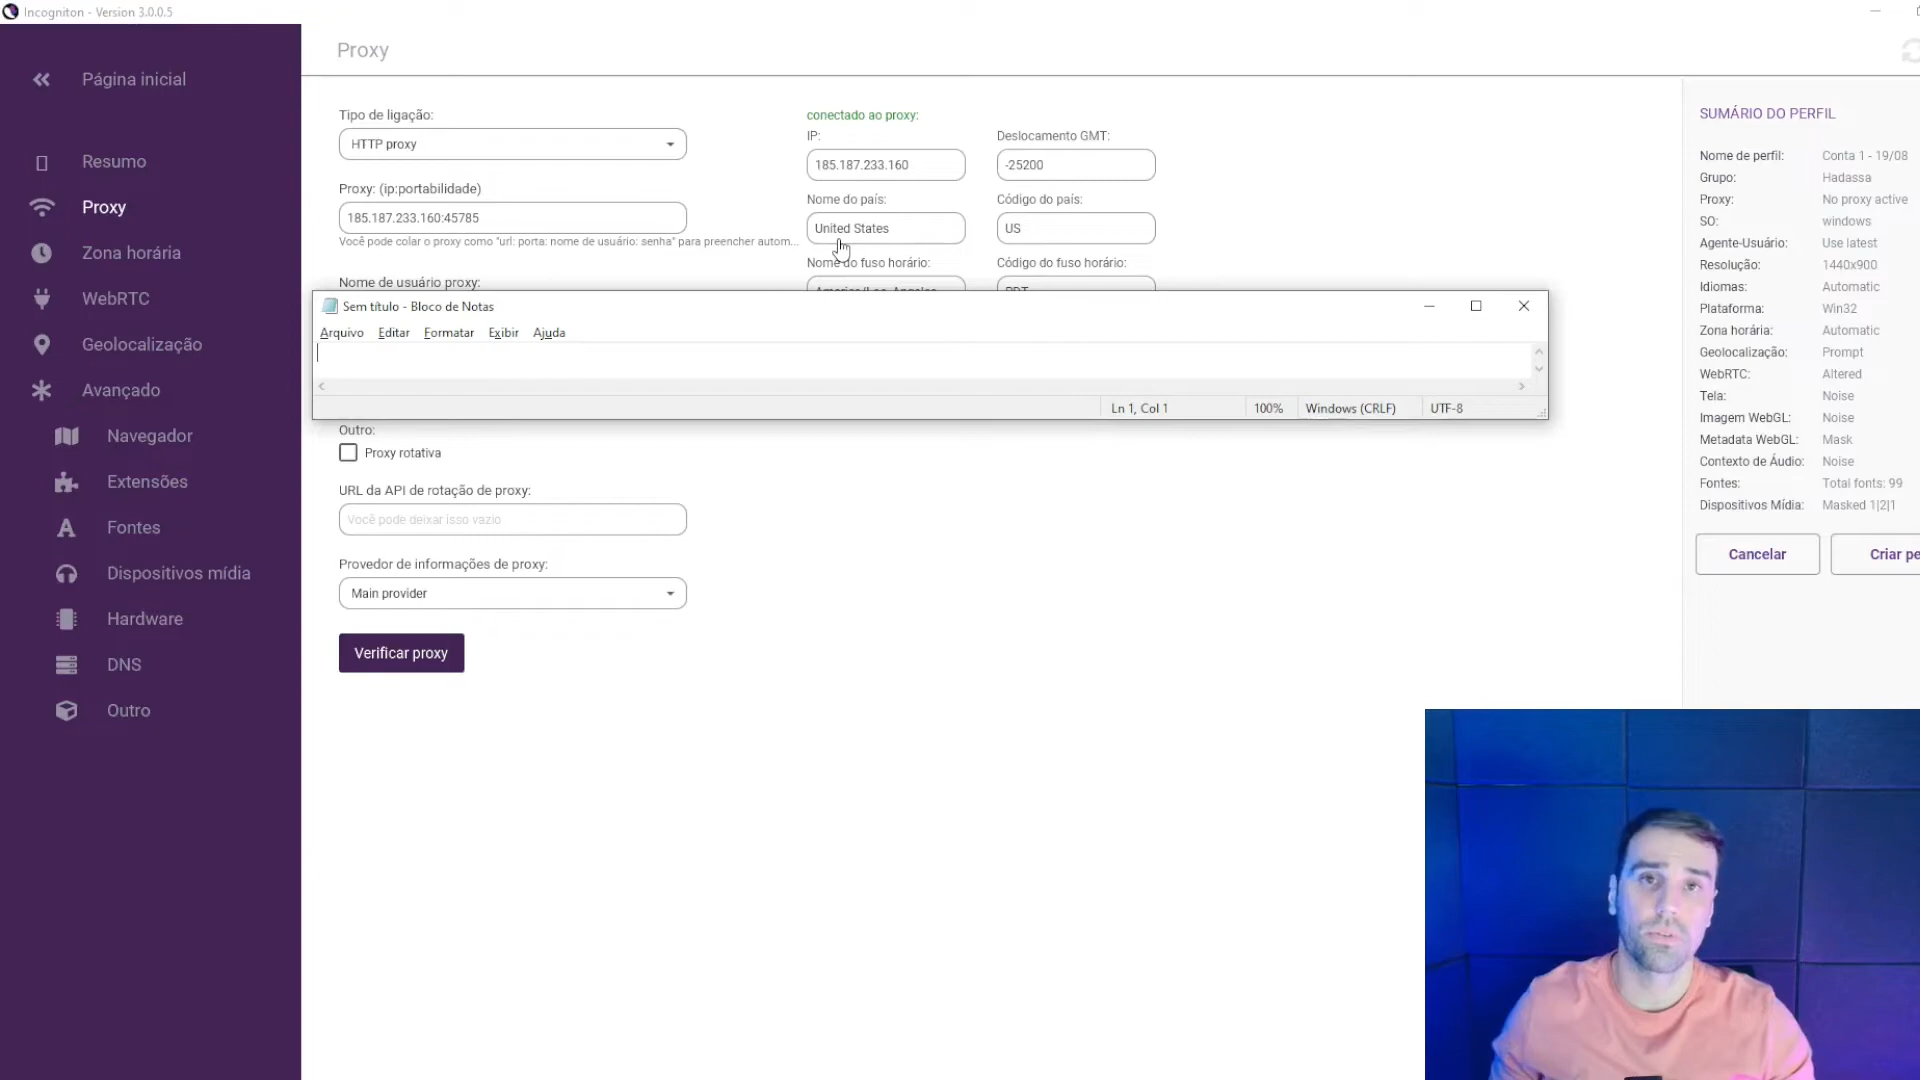 Incogniton - Version 3.0.0.5
Página inicial
Resumo
Proxy
Zona horária
WebRTC
Geolocalização
Avançado
Navegador
Extensões
Fontes
Dispositivos mídia
Hardware
DNS
Outro
Proxy
Tipo de ligação:
HTTP proxy
Proxy: (ip:portabilidade)
185.187.233.160:45785
Você pode colar o proxy como "url: porta: nome de usuário: senha" para preencher autom...
Nome de usuário proxy:
conectado ao proxy:
IP:
185.187.233.160
Deslocamento GMT:
-25200
Nome do país:
United States
Código do país:
US
Nome do fuso horário:
America/Los_Angeles
Código do fuso horário:
PDT
Sem título - Bloco de Notas
Arquivo Editar Formatar Exibir Ajuda
Ln 1, Col 1 100% Windows (CRLF) UTF-8
Outro:
Proxy rotativa
URL da API de rotação de proxy:
Você pode deixar isso vazio
Provedor de informações de proxy:
Main provider
Verificar proxy
SUMÁRIO DO PERFIL
Nome de perfil: Conta 1 - 19/08
Grupo: Hadassa
Proxy: No proxy active
SO: windows
Agente-Usuário: Use latest
Resolução: 1440x900
Idiomas: Automatic
Plataforma: Win32
Zona horária: Automatic
Geolocalização: Prompt
WebRTC: Altered
Tela: Noise
Imagem WebGL: Noise
Metadata WebGL: Mask
Contexto de Áudio: Noise
Fontes: Total fonts: 99
Dispositivos Mídia: Masked 1|2|1
Cancelar
Criar pe